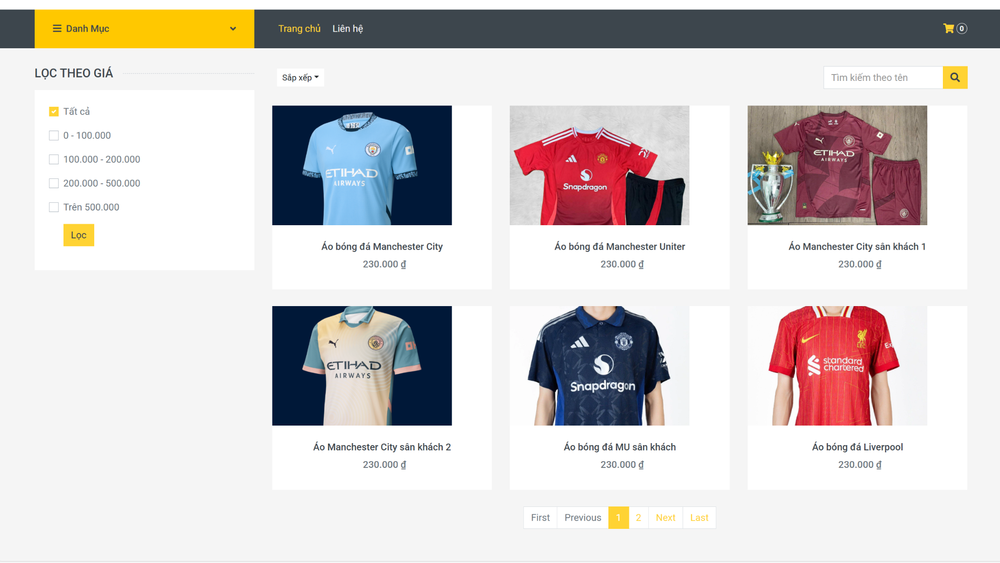 Danh Mục
Trang chủ
Liên hệ
0
LỌC THEO GIÁ
Tất cả
0 - 100.000
100.000 - 200.000
200.000 - 500.000
Trên 500.000
Lọc
Sắp xếp
Tìm kiếm theo tên
ETIHAD
AIRWAYS
Áo bóng đá Manchester City
230.000 ₫
Snapdragon
Áo bóng đá Manchester Uniter
230.000 ₫
ETIHAD
AIRWAYS
Áo Manchester City sân khách 1
230.000 ₫
ETIHAD
AIRWAYS
Áo Manchester City sân khách 2
230.000 ₫
Snapdragon
Áo bóng đá MU sân khách
230.000 ₫
L.F.C.
standard
chartered
Áo bóng đá Liverpool
230.000 ₫
First
Previous
1
2
Next
Last